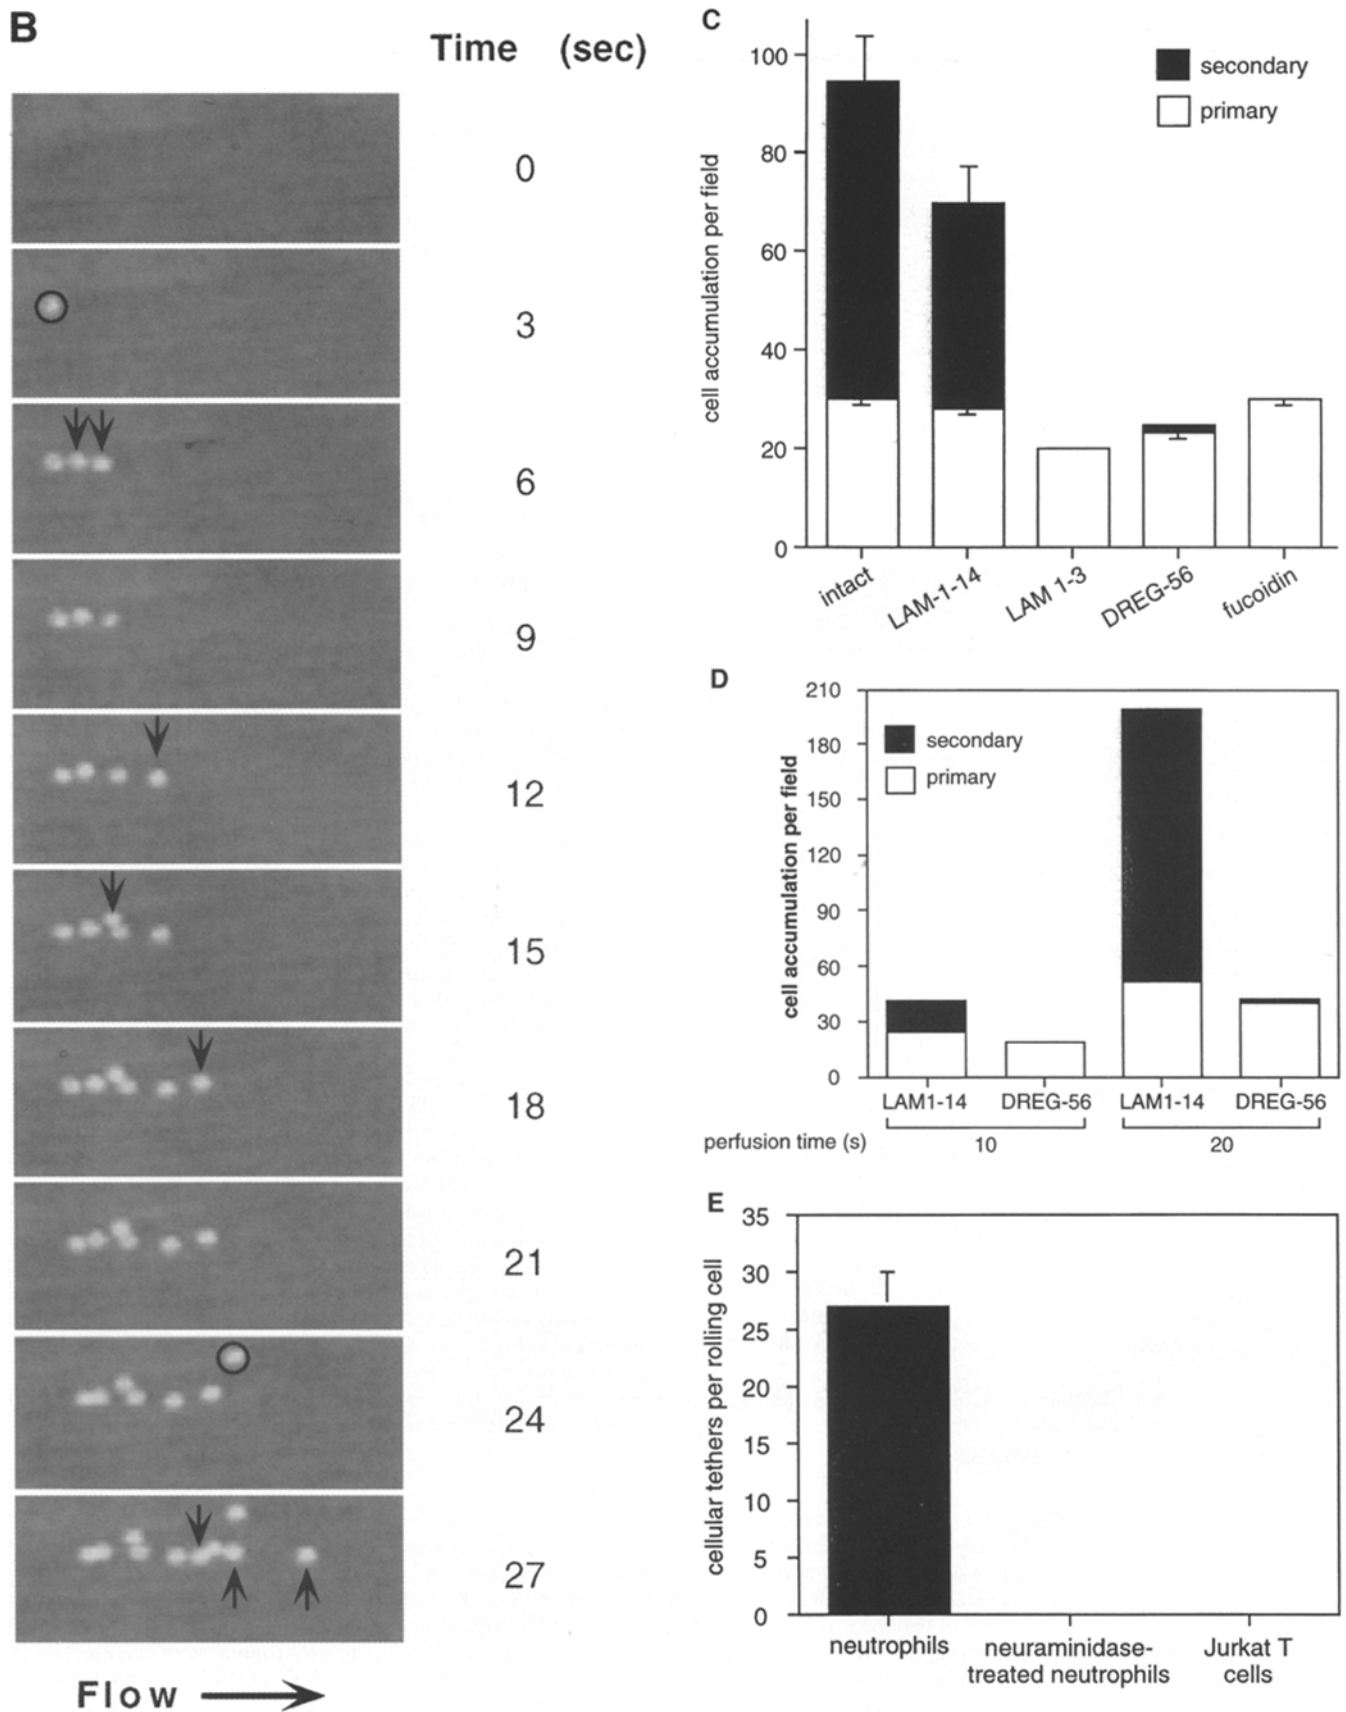 B
Time (sec)
0
3
6
9
12
15
18
21
24
27
Flow
C
secondary
primary
cell accumulation per field
100
80
60
40
20
0
intact
LAM-1-14
LAM 1-3
DREG-56
fucoidin
D
secondary
primary
cell accumulation per field
210
180
150
120
90
60
30
0
LAM1-14 DREG-56 LAM1-14 DREG-56
perfusion time (s) 10 20
E
cellular tethers per rolling cell
35
30
25
20
15
10
5
0
neutrophils
neuraminidase-
treated neutrophils
Jurkat T
cells